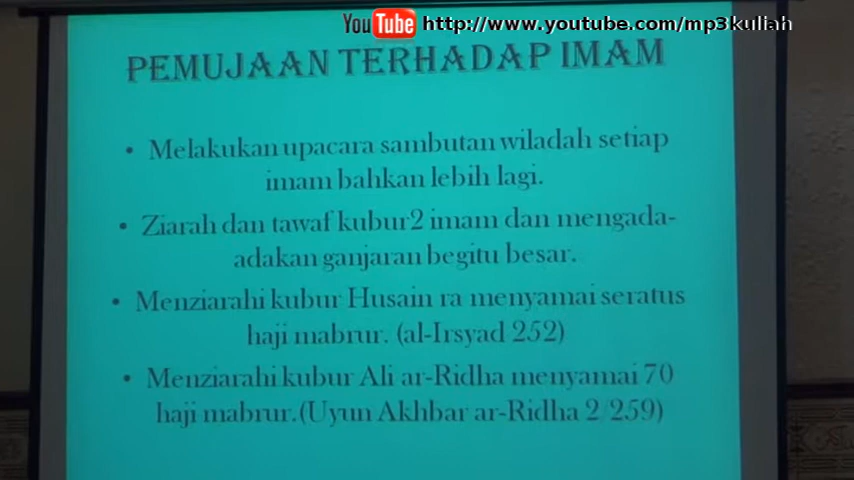 YouTube http://www.youtube.com/mp3kuliah
PEMUJAAN TERHADAP IMAM
• Melakukan upacara sambutan wiladah setiap
imam bahkan lebih lagi.
• Ziarah dan tawaf kubur2 imam dan mengada-
adakan ganjaran begitu besar.
• Menziarahi kubur Husain ra menyamai seratus
haji mabrur. (al-Irsyad 252)
• Menziarahi kubur Ali ar-Ridha menyamai 70
haji mabrur.(Uyun Akhbar ar-Ridha 2/259)